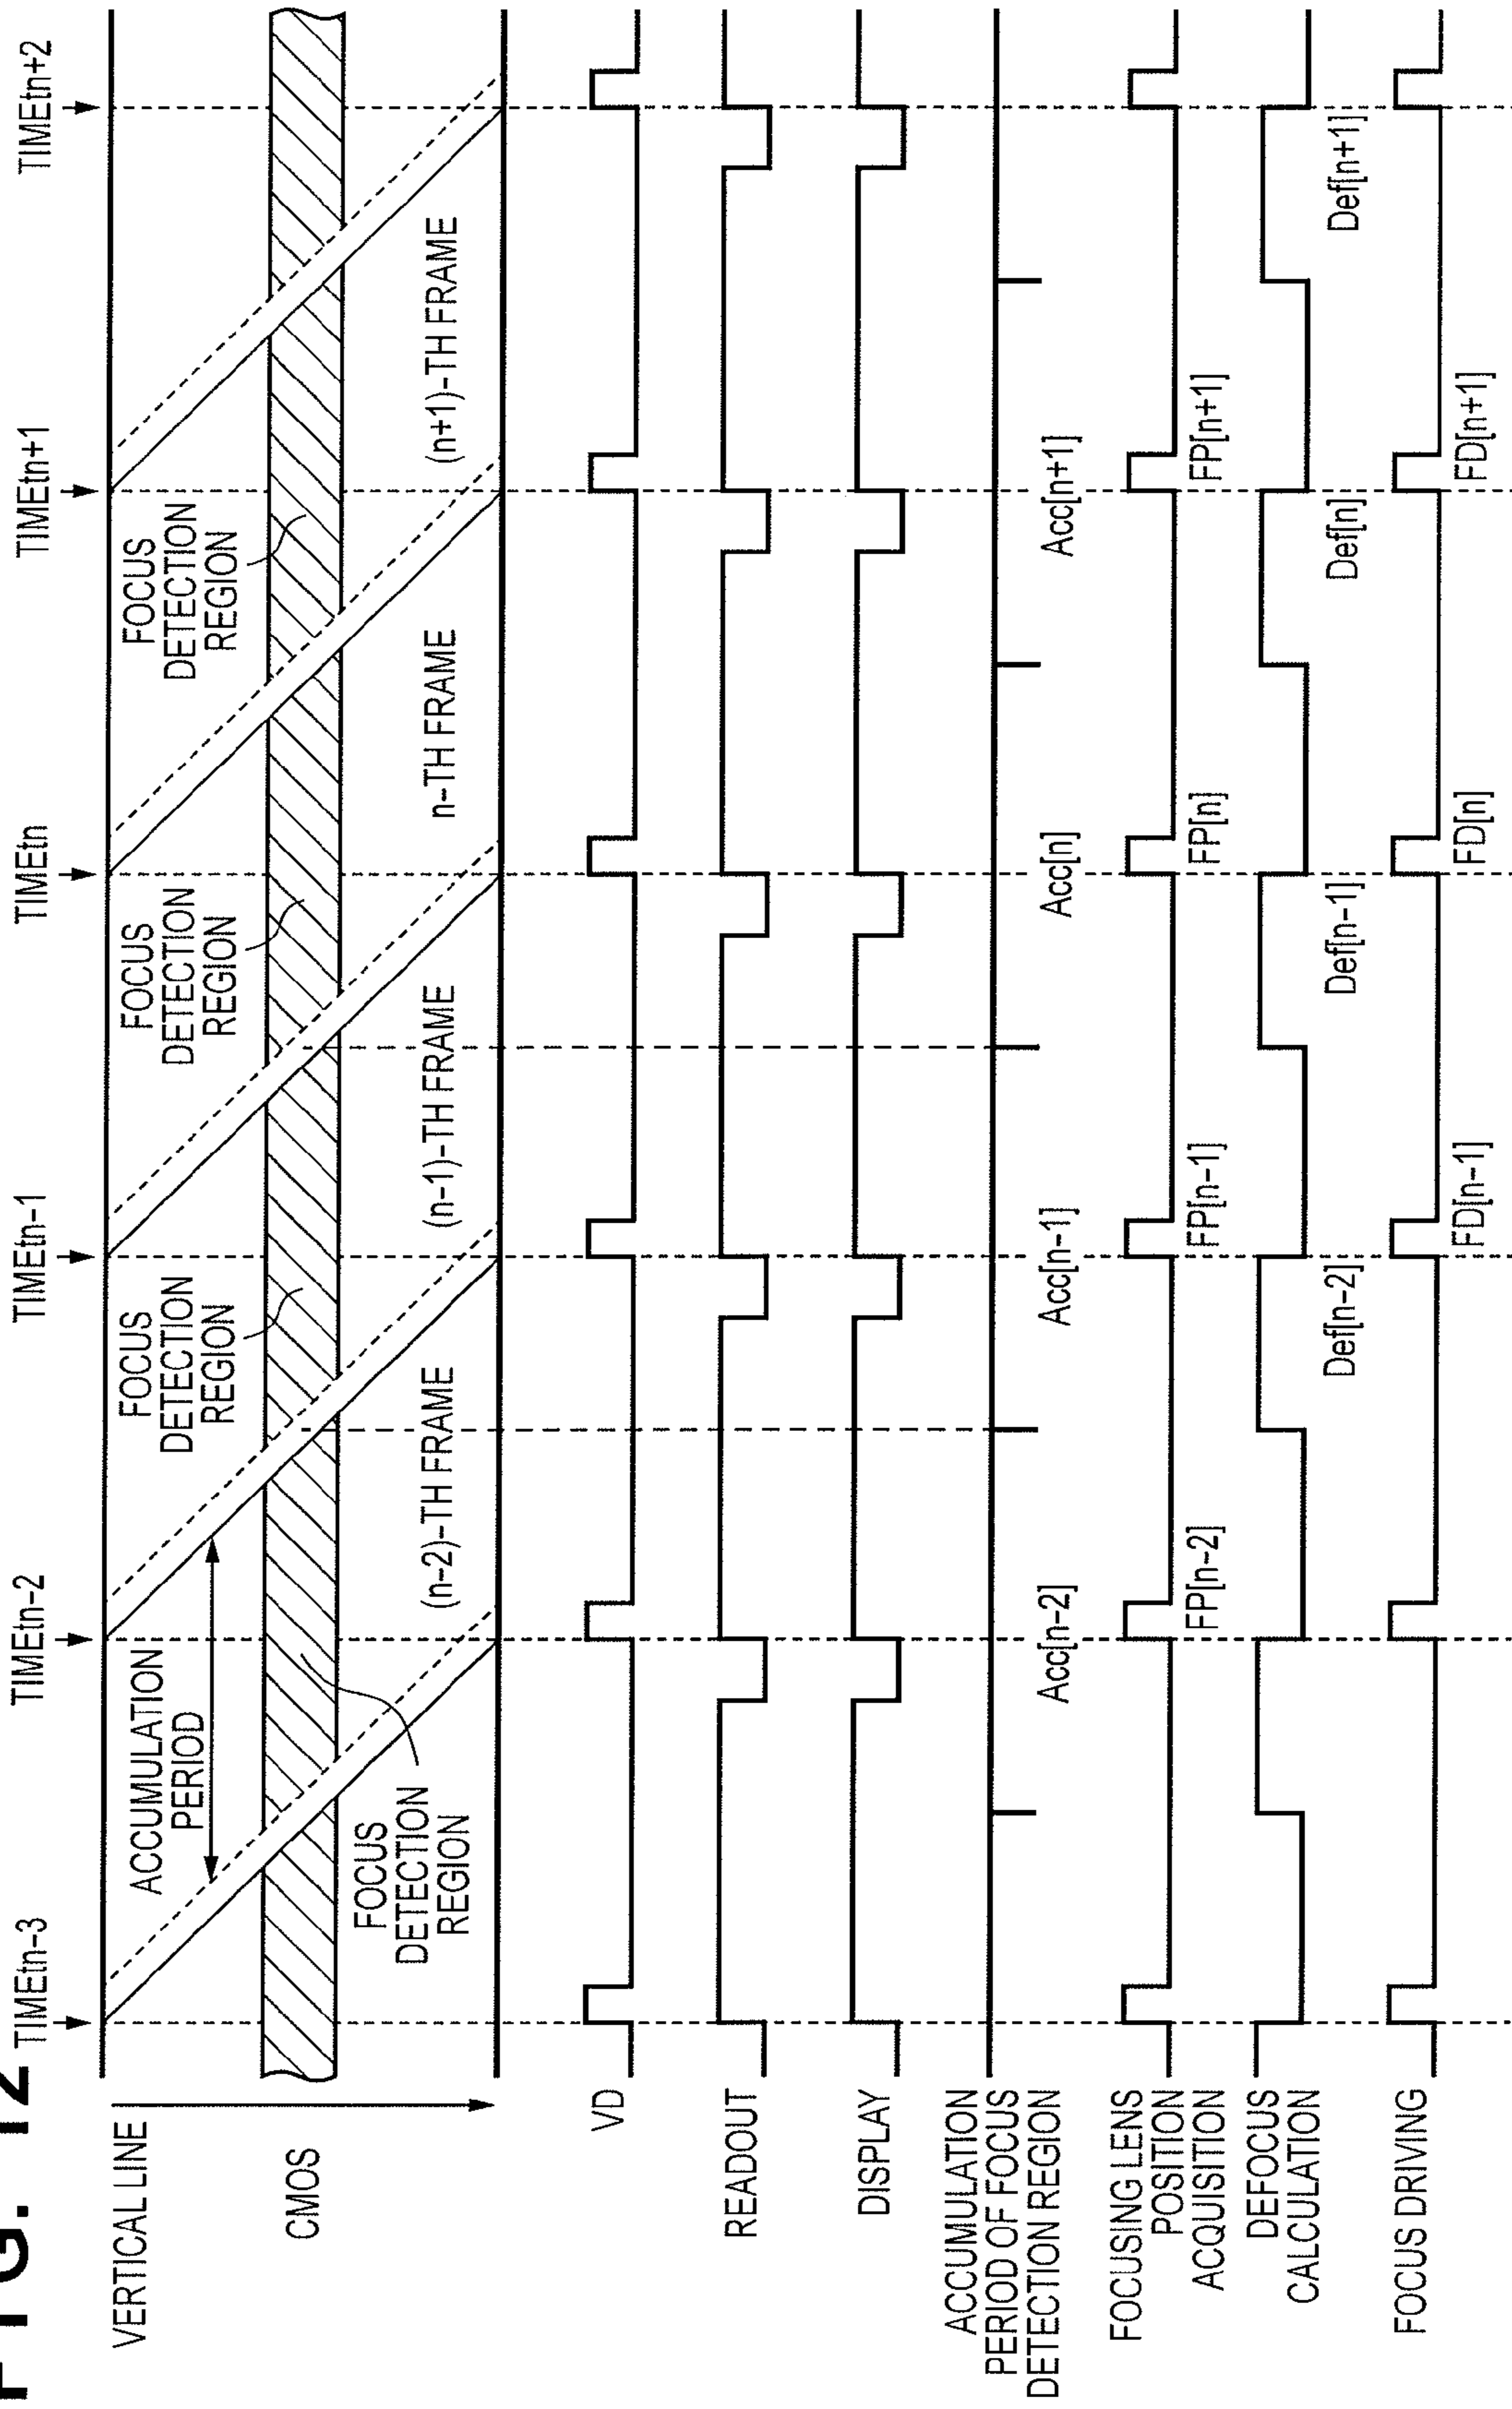 FIG. 12
TIMEtn-3
TIMEtn-2
TIMEtn-1
TIMEtn
TIMEtn+1
TIMEtn+2
VERTICAL LINE
CMOS
ACCUMULATION
PERIOD
FOCUS
DETECTION
REGION
FOCUS
DETECTION
REGION
FOCUS
DETECTION
REGION
FOCUS
DETECTION
REGION
(n-2)-TH FRAME
(n-1)-TH FRAME
n-TH FRAME
(n+1)-TH FRAME
VD
READOUT
DISPLAY
ACCUMULATION
PERIOD OF FOCUS
DETECTION REGION
Acc[n-2]
Acc[n-1]
Acc[n]
Acc[n+1]
FOCUSING LENS
POSITION
ACQUISITION
FP[n-2]
FP[n-1]
FP[n]
FP[n+1]
DEFOCUS
CALCULATION
Def[n-2]
Def[n-1]
Def[n]
Def[n+1]
FOCUS DRIVING
FD[n-1]
FD[n]
FD[n+1]